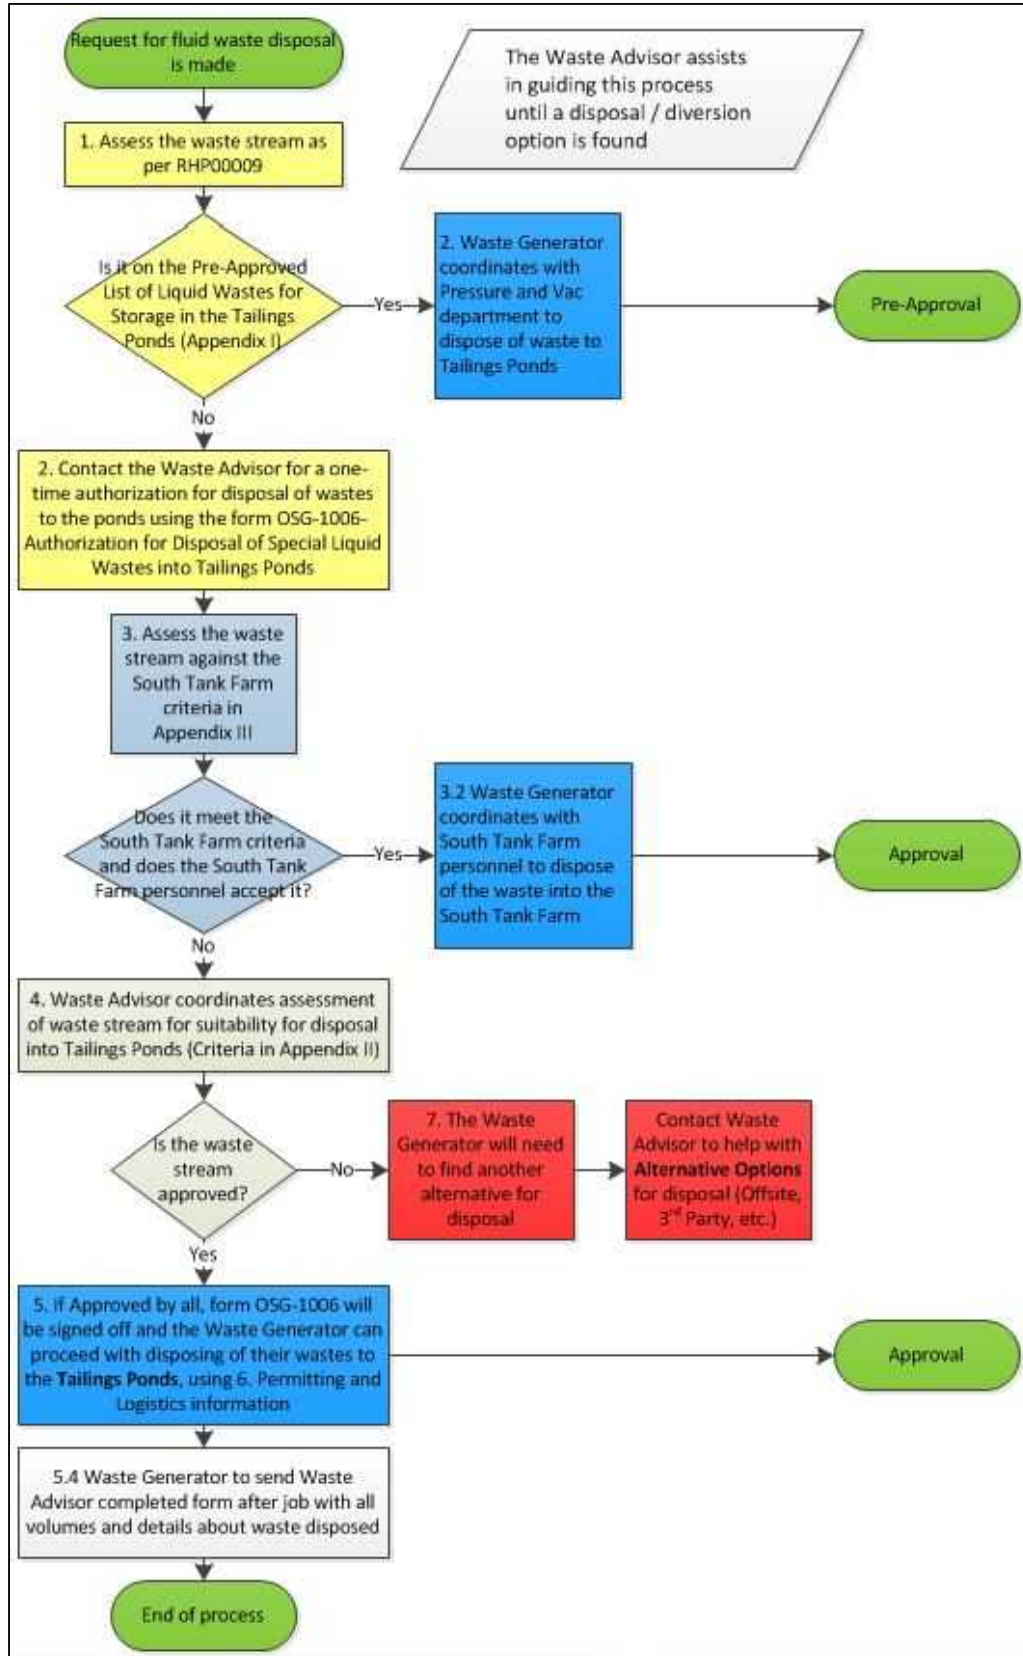 Request for fluid waste disposal
is made
The Waste Advisor assists
in guiding this process
until a disposal / diversion
option is found
1. Assess the waste stream as
per RHP00009
Is it on the Pre-Approved
List of Liquid Wastes for
Storage in the Tailings
Ponds (Appendix I)
Yes
2. Waste Generator
coordinates with
Pressure and Vac
department to
dispose of waste to
Tailings Ponds
Pre-Approval
No
2. Contact the Waste Advisor for a one-
time authorization for disposal of wastes
to the ponds using the form OSG-1006-
Authorization for Disposal of Special Liquid
Wastes into Tailings Ponds
3. Assess the waste
stream against the
South Tank Farm
criteria in
Appendix III
Does it meet the
South Tank Farm criteria
and does the South Tank
Farm personnel accept it?
Yes
3.2 Waste Generator
coordinates with
South Tank Farm
personnel to dispose
of the waste into the
South Tank Farm
Approval
No
4. Waste Advisor coordinates assessment
of waste stream for suitability for disposal
into Tailings Ponds (Criteria in Appendix II)
Is the waste
stream
approved?
No
7. The Waste
Generator will need
to find another
alternative for
disposal
Contact Waste
Advisor to help with
Alternative Options
for disposal (Offsite,
3rd Party, etc.)
Yes
5. If Approved by all, form OSG-1006 will
be signed off and the Waste Generator can
proceed with disposing of their wastes to
the Tailings Ponds, using 6. Permitting and
Logistics information
Approval
5.4 Waste Generator to send Waste
Advisor completed form after job with all
volumes and details about waste disposed
End of process